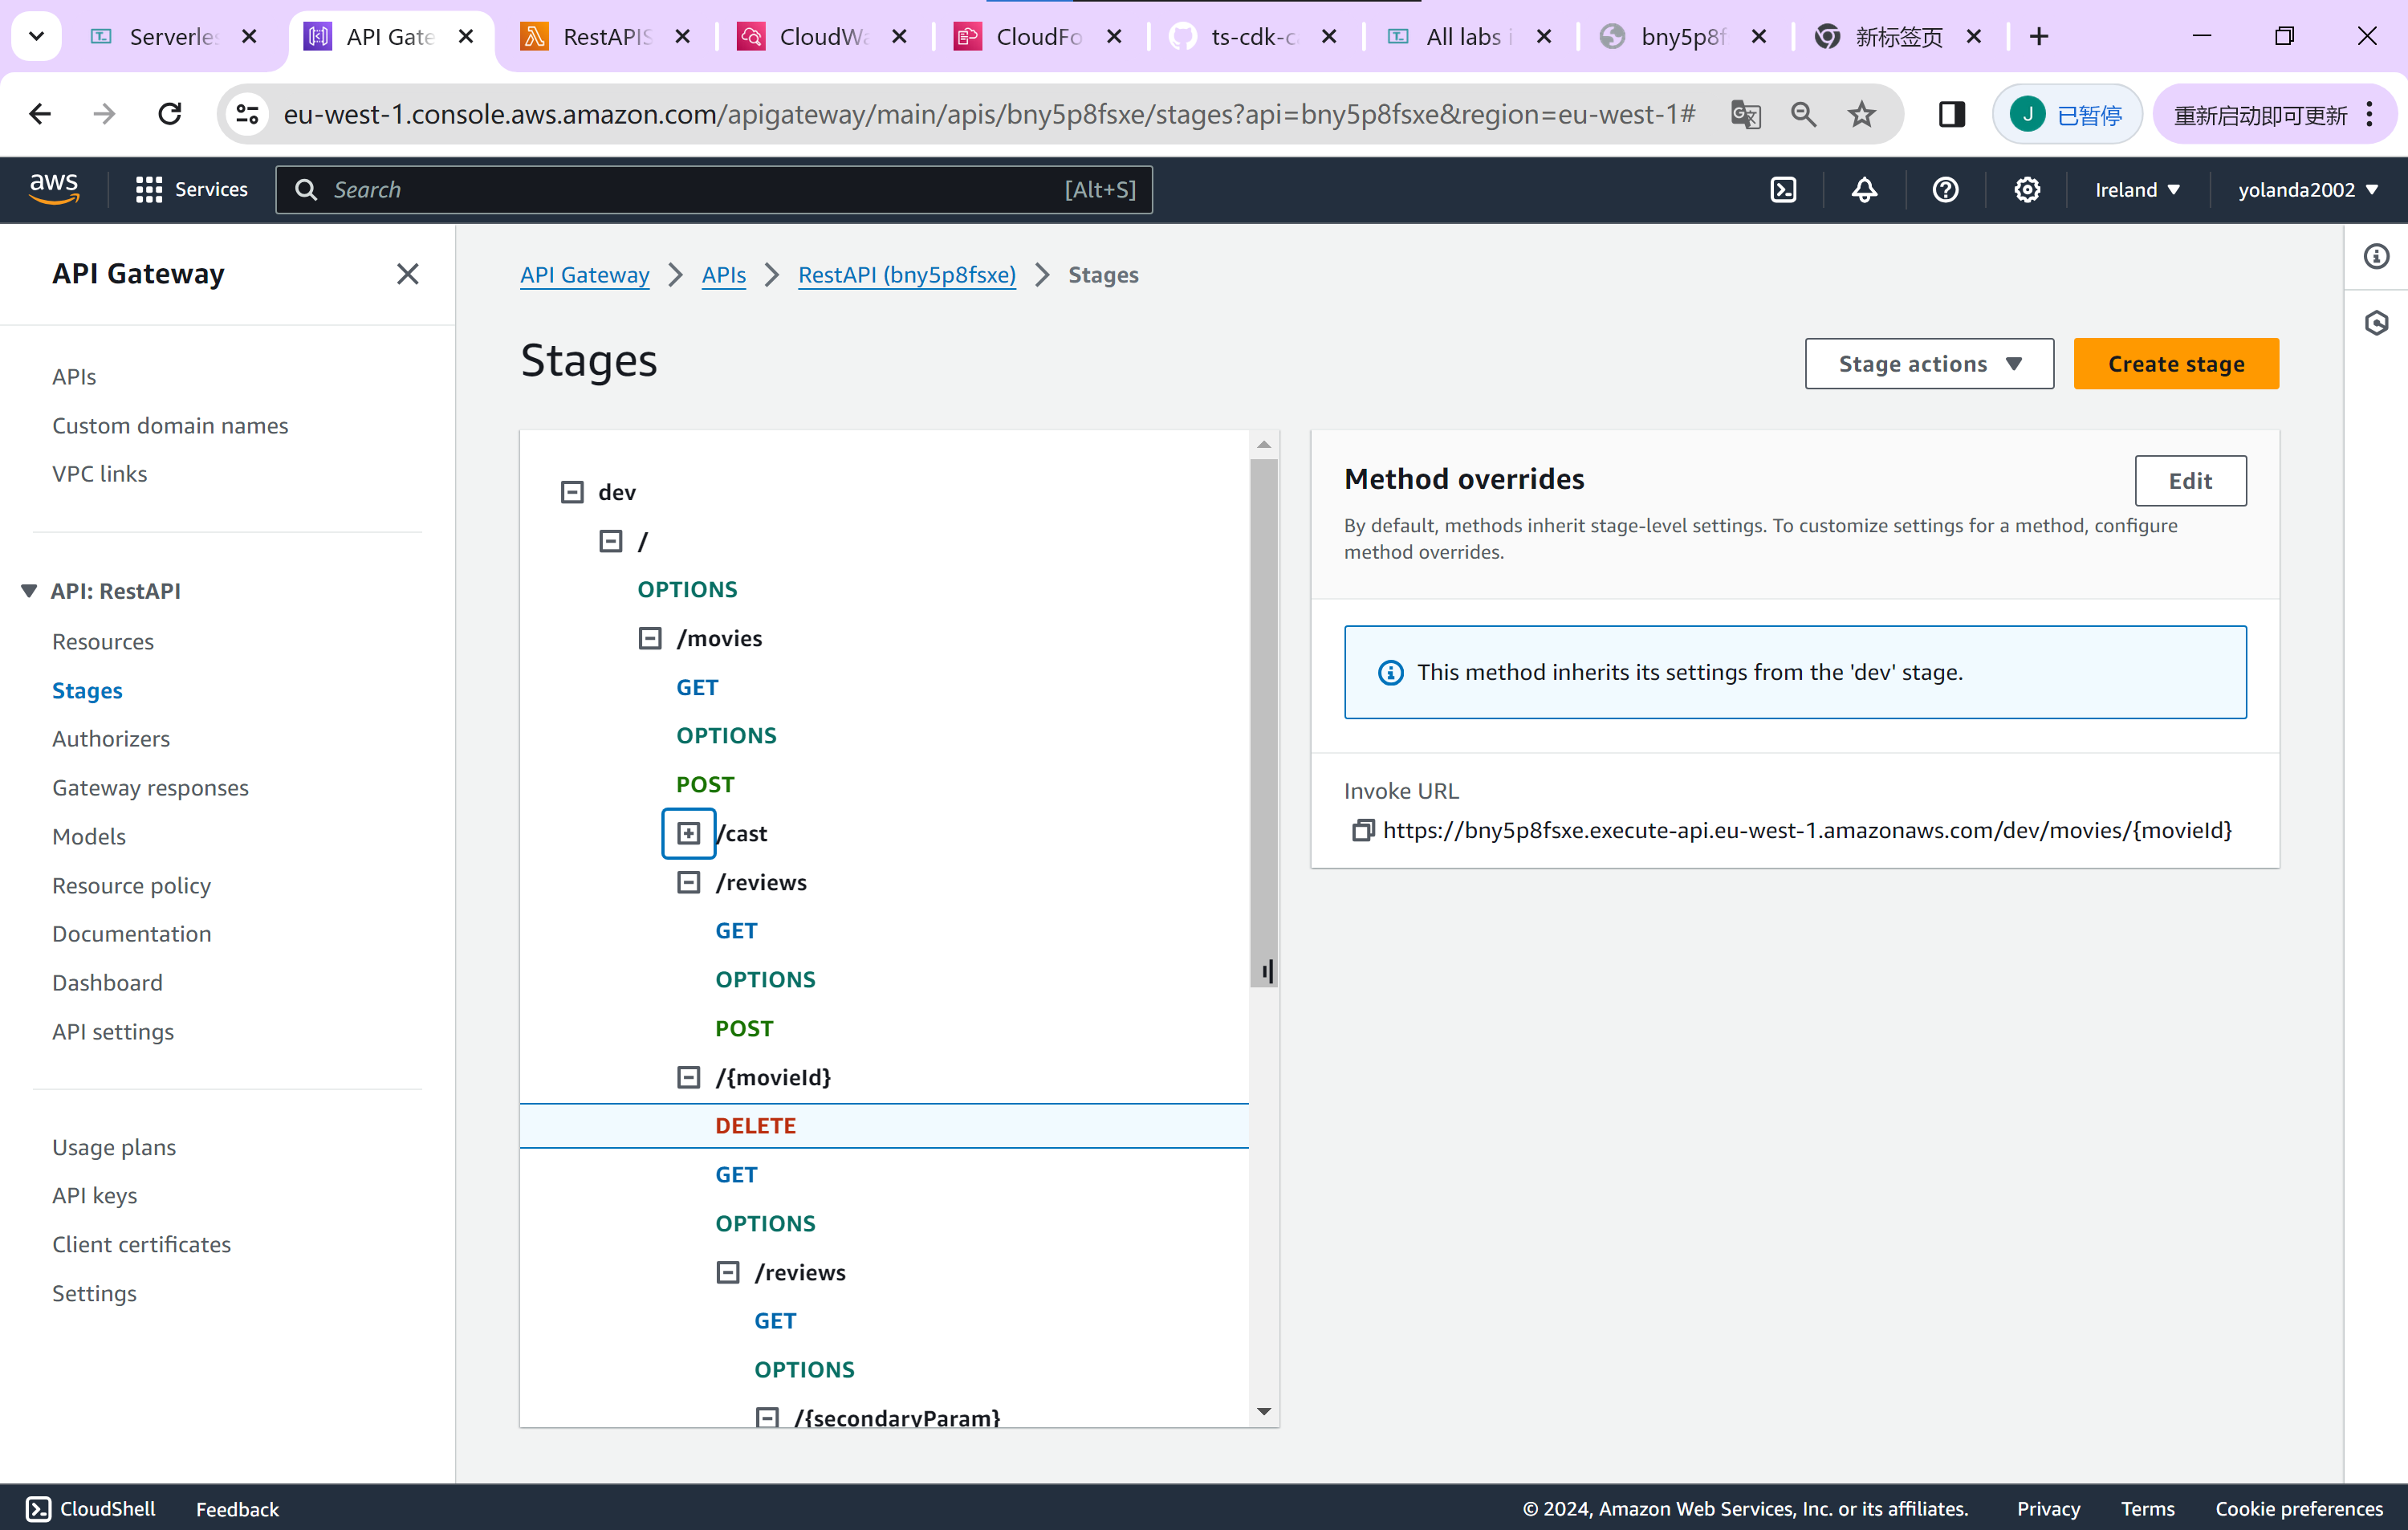 Serverles
API Gate
RestAPIS
CloudWa
CloudFo
ts-cdk-c
All labs i
bny5p8f
新标签页
eu-west-1.console.aws.amazon.com/apigateway/main/apis/bny5p8fsxe/stages?api=bny5p8fsxe&region=eu-west-1#
J
已暂停
重新启动即可更新
aws
Services
Search
[Alt+S]
Ireland
yolanda2002
API Gateway
APIs
Custom domain names
VPC links
API: RestAPI
Resources
Stages
Authorizers
Gateway responses
Models
Resource policy
Documentation
Dashboard
API settings
Usage plans
API keys
Client certificates
Settings
API Gateway
APIs
RestAPI (bny5p8fsxe)
Stages
Stages
Stage actions
Create stage
dev
/
OPTIONS
/movies
GET
OPTIONS
POST
/cast
/reviews
GET
OPTIONS
POST
/{movieId}
DELETE
GET
OPTIONS
/reviews
GET
OPTIONS
/{secondaryParam}
Method overrides
Edit
By default, methods inherit stage-level settings. To customize settings for a method, configure
method overrides.
This method inherits its settings from the 'dev' stage.
Invoke URL
https://bny5p8fsxe.execute-api.eu-west-1.amazonaws.com/dev/movies/{movieId}
CloudShell
Feedback
© 2024, Amazon Web Services, Inc. or its affiliates.
Privacy
Terms
Cookie preferences